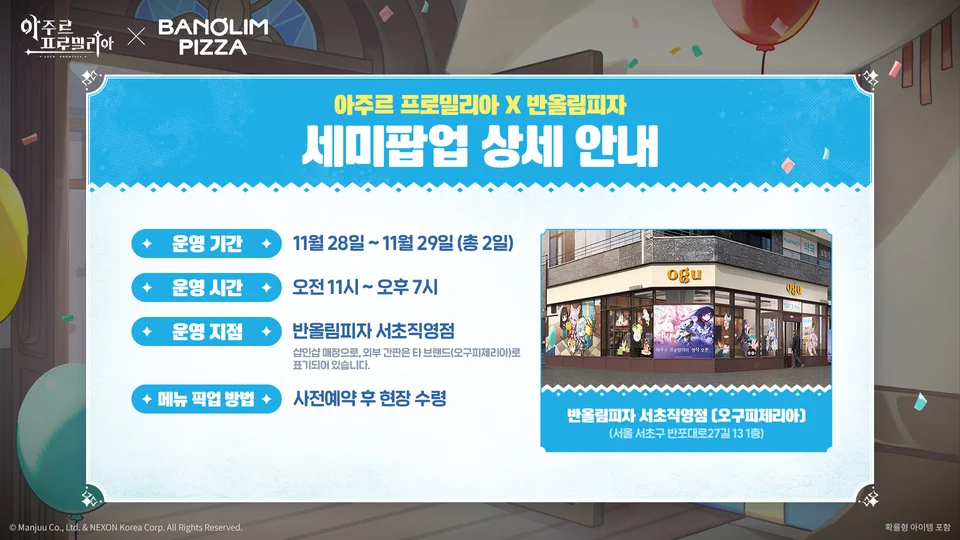 아주르
프로밀리아
BANOLIM
PIZZA
아주르 프로밀리아 X 반올림피자
세미팝업 상세 안내
운영 기간
11월 28일 ~ 11월 29일 (총 2일)
운영 시간
오전 11시 ~ 오후 7시
운영 지점
반올림피자 서초직영점
샵인샵 매장으로, 외부 간판은 타 브랜드(오구피제리아)로
표기되어 있습니다.
메뉴 픽업 방법
사전예약 후 현장 수령
ogu
ogu
반올림피자 서초직영점 (오구피제리아)
(서울 서초구 반포대로27길 13 1층)
© Manjuu Co., Ltd. & NEXON Korea Corp. All Rights Reserved.
확률형 아이템 포함